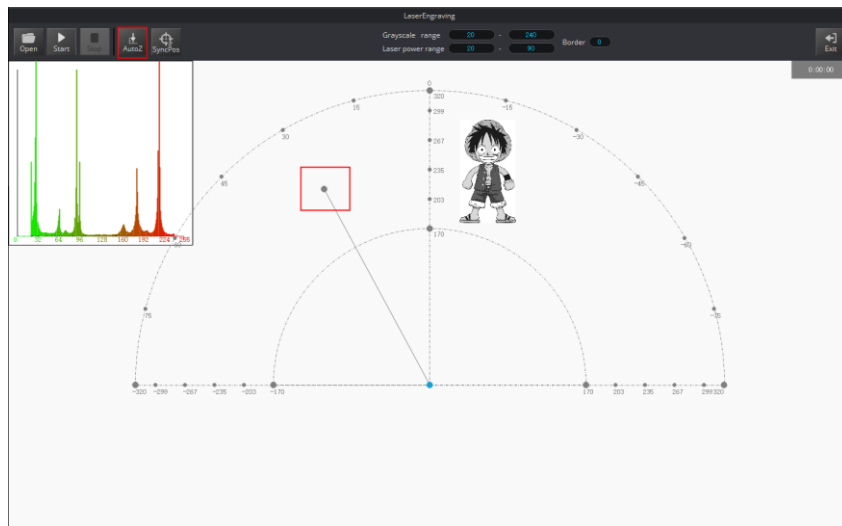 LaserEngraving
Open Start Stop AutoZ SyncPos
Grayscale range 20 - 240
Laser power range 20 - 90
Border 0
Exit
0:00:00
0
320
15 -15
299
30 -30
267
45 235 -45
203
0 32 64 96 128 160 192 224 255
60 170 -60
-75 -75
-320 -299 -267 -235 -203 -170 170 203 235 267 299 320